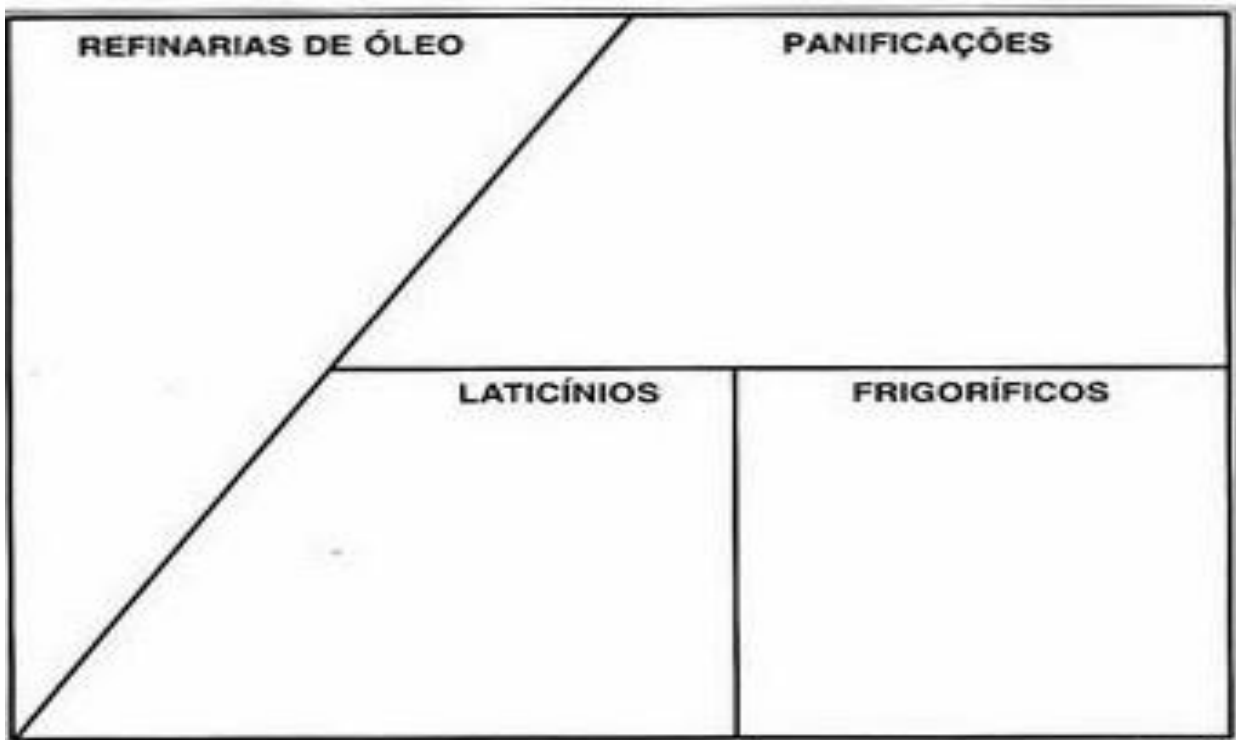 REFINARIAS DE ÓLEO
PANIFICAÇÕES
LATICÍNIOS
FRIGORÍFICOS